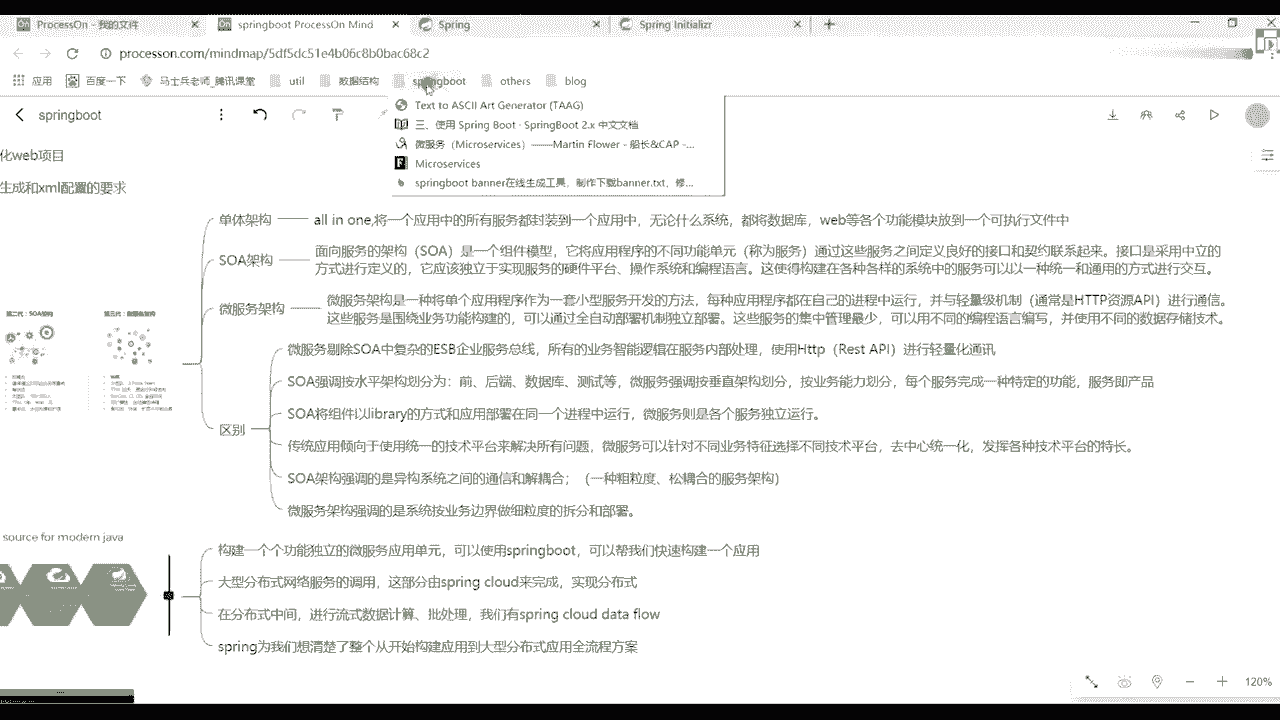 ProcessOn - 我的文件
springboot ProcessOn Mind
Spring
Spring Initializr
processon.com/mindmap/5df5dc51e4b06c8b0bac68c2
应用
百度一下
马士兵老师_腾讯课堂
util
数据结构
springboot
others
blog
Text to ASCII Art Generator (TAAG)
三、使用 Spring Boot · SpringBoot 2.x 中文文档
微服务（Microservices）——Martin Flower - 船长&CAP -...
Microservices
springboot banner在线生成工具，制作下载banner.txt，修...
springboot
化web项目
生成和xml配置的要求
单体架构
all in one,将一个应用中的所有服务都封装到一个应用中，无论什么系统，都将数据库，web等各个功能模块放到一个可执行文件中
SOA架构
面向服务的架构（SOA）是一个组件模型，它将应用程序的不同功能单元（称为服务）通过这些服务之间定义良好的接口和契约联系起来。接口是采用中立的
方式进行定义的，它应该独立于实现服务的硬件平台、操作系统和编程语言。这使得构建在各种各样的系统中的服务可以以一种统一和通用的方式进行交互。
微服务架构
微服务架构是一种将单个应用程序作为一套小型服务开发的方法，每种应用程序都在自己的进程中运行，并与轻量级机制（通常是HTTP资源API）进行通信。
这些服务是围绕业务功能构建的，可以通过全自动部署机制独立部署。这些服务的集中管理最少，可以用不同的编程语言编写，并使用不同的数据存储技术。
区别
微服务剔除SOA中复杂的ESB企业服务总线，所有的业务智能逻辑在服务内部处理，使用Http（Rest API）进行轻量化通讯
SOA强调按水平架构划分为：前、后端、数据库、测试等，微服务强调按垂直架构划分，按业务能力划分，每个服务完成一种特定的功能，服务即产品
SOA将组件以library的方式和应用部署在同一个进程中运行，微服务则是各个服务独立运行。
传统应用倾向于使用统一的技术平台来解决所有问题，微服务可以针对不同业务特征选择不同技术平台，去中心统一化，发挥各种技术平台的特长。
SOA架构强调的是异构系统之间的通信和解耦合；（一种粗粒度、松耦合的服务架构）
微服务架构强调的是系统按业务边界做细粒度的拆分和部署。
source for modern java
构建一个个功能独立的微服务应用单元，可以使用springboot，可以帮我们快速构建一个应用
大型分布式网络服务的调用，这部分由spring cloud来完成，实现分布式
在分布式中间，进行流式数据计算、批处理，我们有spring cloud data flow
spring为我们想清楚了整个从开始构建应用到大型分布式应用全流程方案
120%